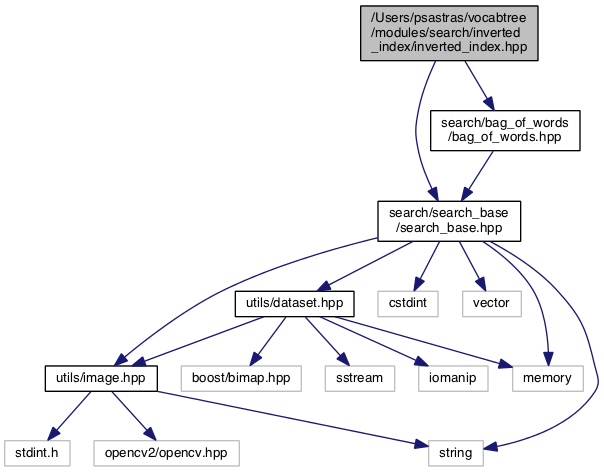 /Users/psastras/vocabtree
/modules/search/inverted
_index/inverted_index.hpp
search/bag_of_words
/bag_of_words.hpp
search/search_base
/search_base.hpp
utils/dataset.hpp
cstdint
vector
utils/image.hpp
boost/bimap.hpp
sstream
iomanip
memory
stdint.h
opencv2/opencv.hpp
string